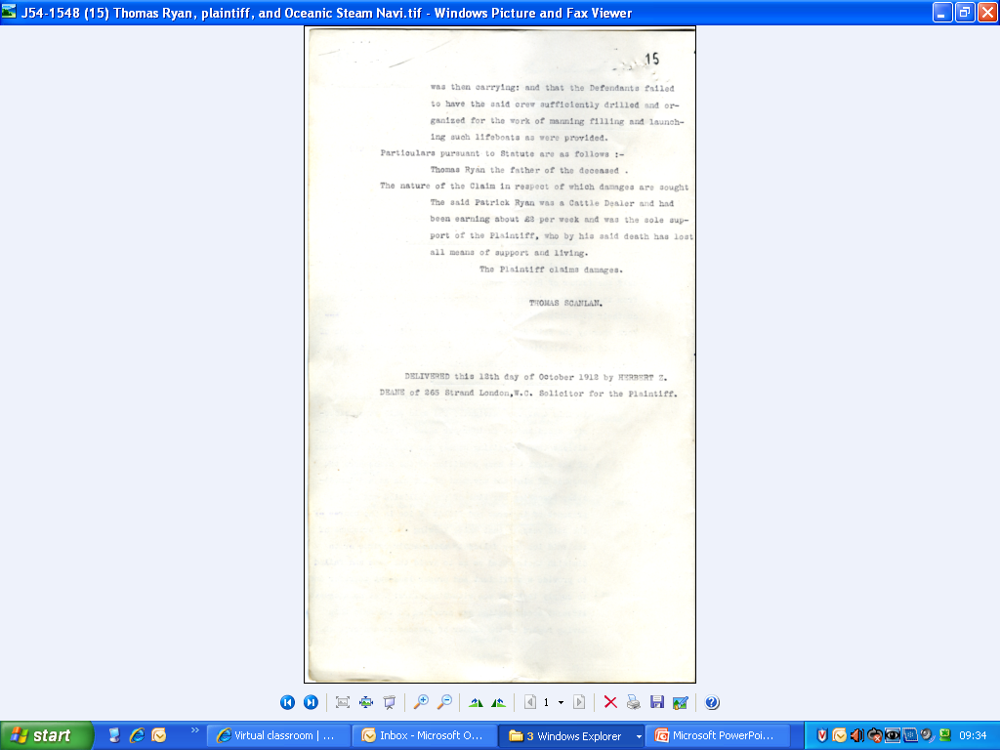 J54-1548 (15) Thomas Ryan, plaintiff, and Oceanic Steam Navi.tif - Windows Picture and Fax Viewer
15
was then carrying: and that the Defendants failed
to have the said crew sufficiently drilled and or-
ganized for the work of manning filling and launch-
ing such lifeboats as were provided.
Particulars pursuant to Statute are as follows :-
Thomas Ryan the father of the deceased .
The nature of the Claim in respect of which damages are sought
The said Patrick Ryan was a Cattle Dealer and had
been earning about £2 per week and was the sole sup-
port of the Plaintiff, who by his said death has lost
all means of support and living.
The Plaintiff claims damages.
THOMAS SCANLAN.
DELIVERED this 12th day of October 1912 by HERBERT Z.
DEANE of 265 Strand London,W.C. Solicitor for the Plaintiff.
1
start
Virtual classroom | ...
Inbox - Microsoft O...
3 Windows Explorer
Microsoft PowerPoi...
09:34